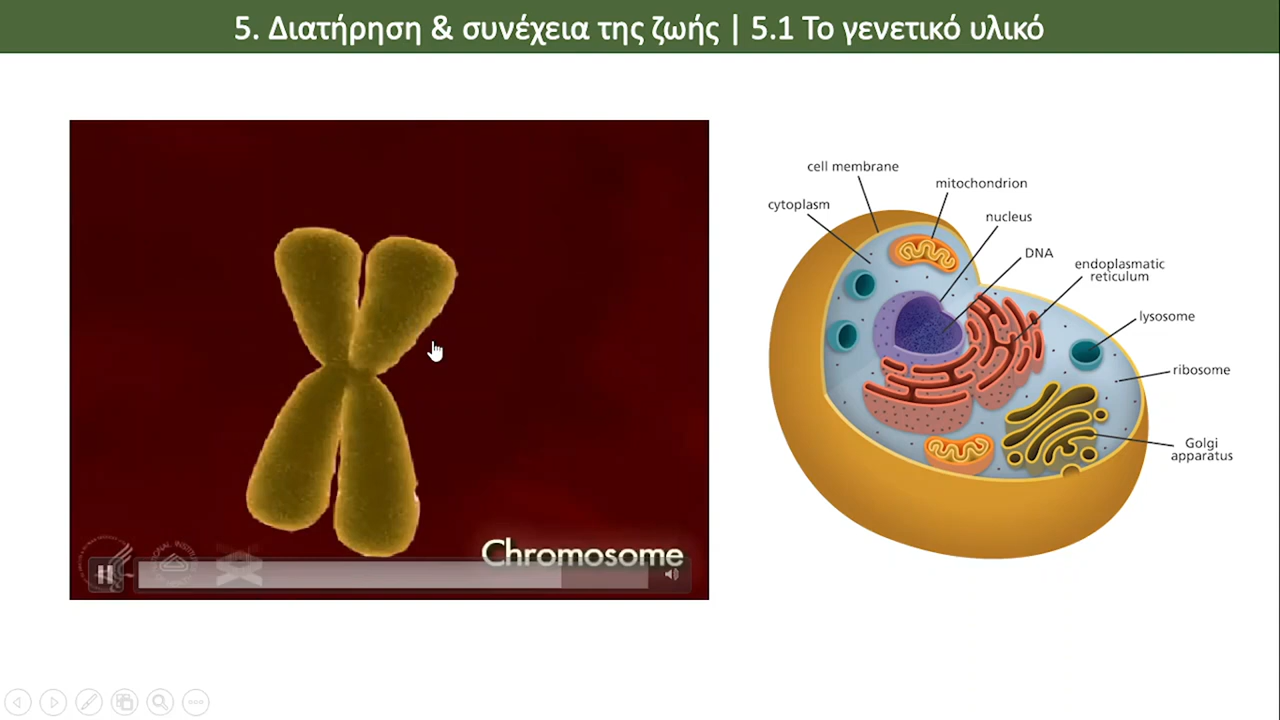 5. Διατήρηση & συνέχεια της ζωής | 5.1 Το γενετικό υλικό
Chromosome
cell membrane
mitochondrion
cytoplasm
nucleus
DNA
endoplasmatic
reticulum
lysosome
ribosome
Golgi
apparatus